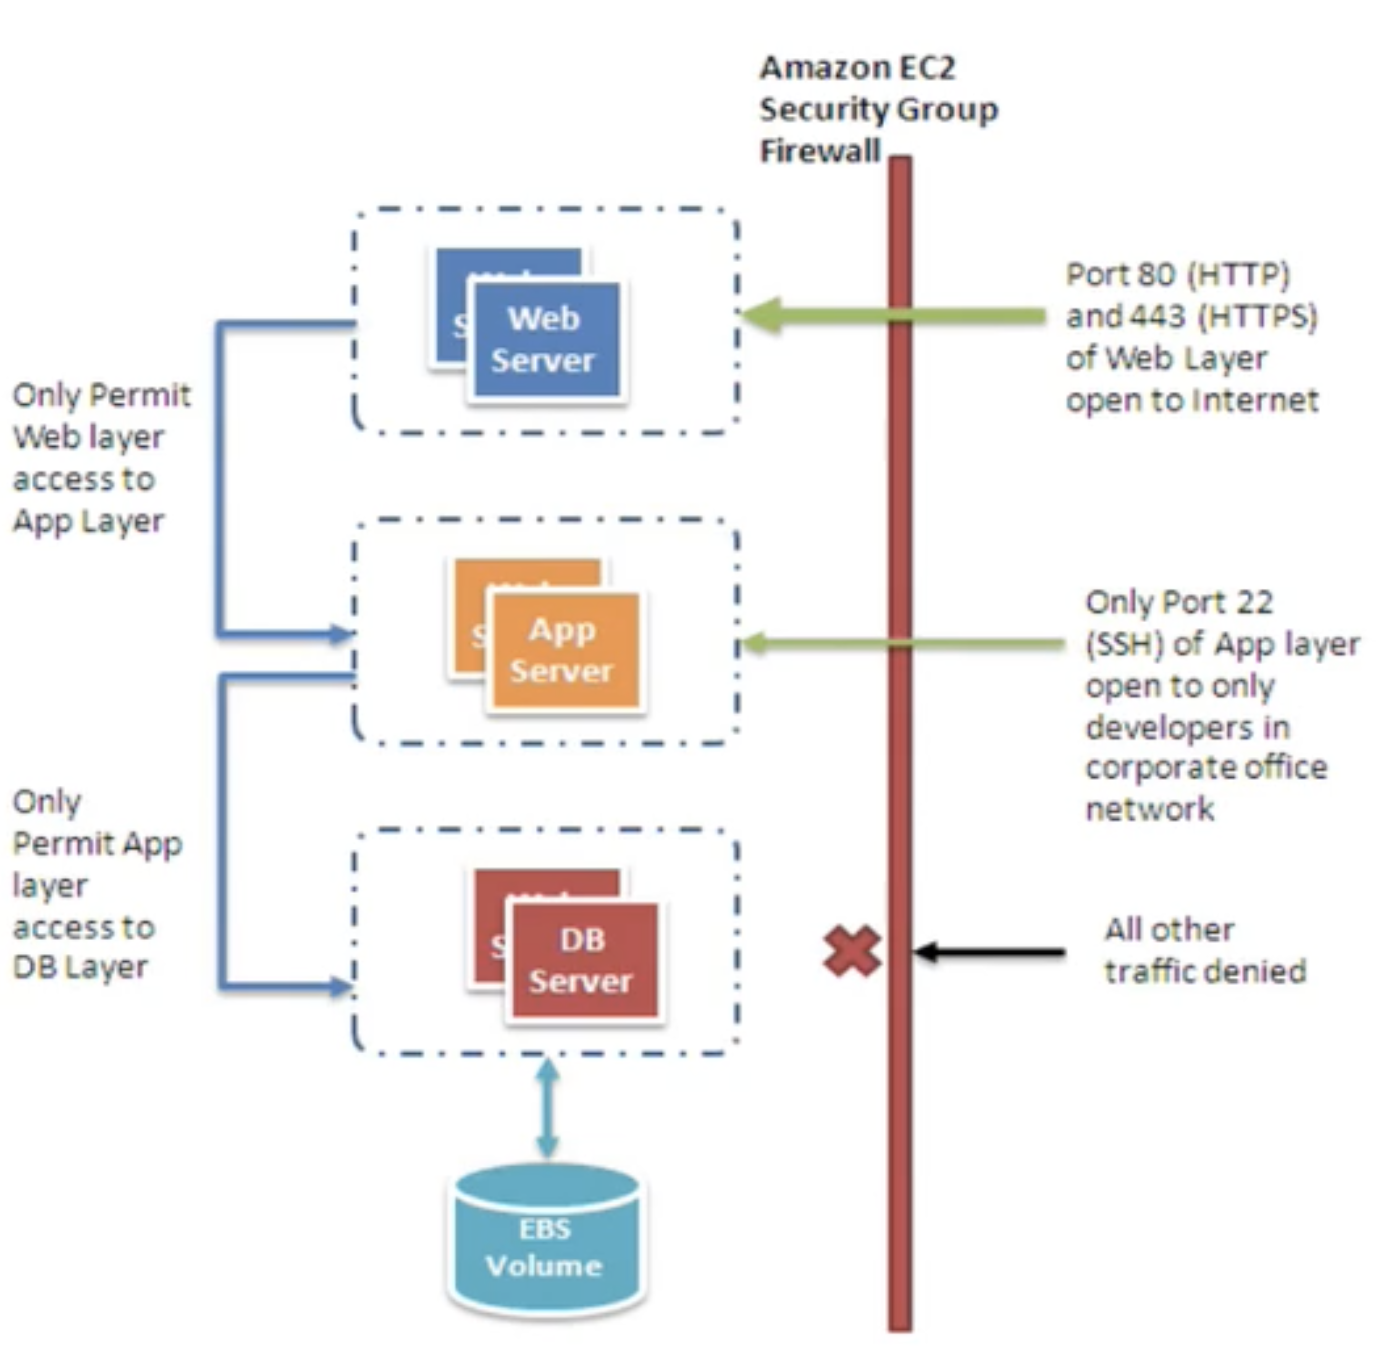 Amazon EC2
Security Group
Firewall
Web
Server
Port 80 (HTTP)
and 443 (HTTPS)
of Web Layer
open to Internet
Only Permit
Web layer
access to
App Layer
App
Server
Only Port 22
(SSH) of App layer
open to only
developers in
corporate office
network
Only
Permit App
layer
access to
DB Layer
DB
Server
All other
traffic denied
EBS
Volume